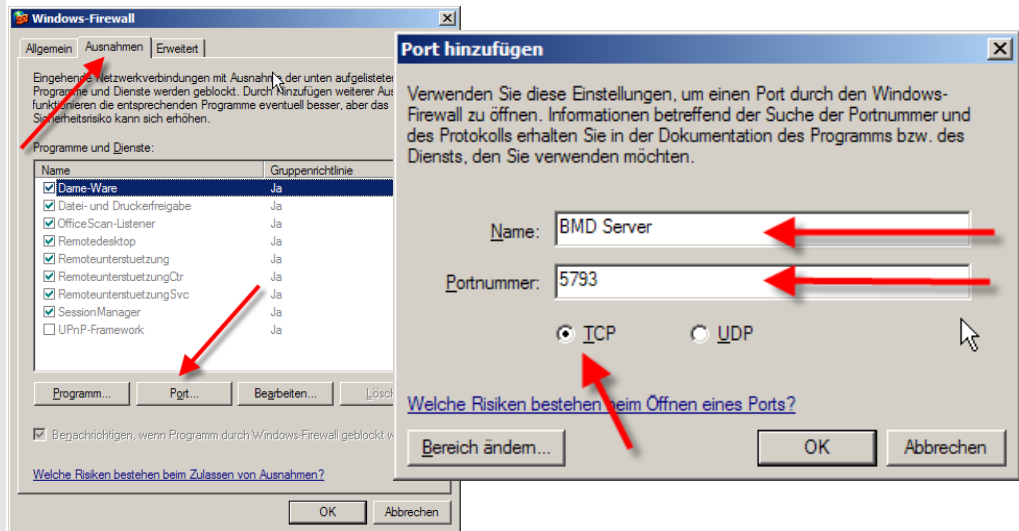 Windows-Firewall
Allgemein Ausnahmen Erweitert
Eingehende Netzwerkverbindungen mit Ausnahme der unten aufgelisteten
Programme und Dienste werden geblockt. Durch Hinzufügen weiterer
funktionieren die entsprechenden Programme eventuell besser, aber das
Sicherheitsrisiko kann sich erhöhen.
Programme und Dienste:
Name Gruppenrichtlinie
Dame-Ware Ja
Datei- und Druckerfreigabe Ja
OfficeScan-Listener Ja
Remotedesktop Ja
Remoteunterstuetzung Ja
RemoteunterstuetzungCtr Ja
RemoteunterstuetzungSvc Ja
SessionManager Ja
UPnP-Framework Ja
Programm... Port... Bearbeiten... Lösch
Benachrichtigen, wenn Programm durch Windows-Firewall geblockt
Welche Risiken bestehen beim Zulassen von Ausnahmen?
OK Abbrechen
Port hinzufügen
Verwenden Sie diese Einstellungen, um einen Port durch den Windows-
Firewall zu öffnen. Informationen betreffend der Suche der Portnummer und
des Protokolls erhalten Sie in der Dokumentation des Programms bzw. des
Diensts, den Sie verwenden möchten.
Name: BMD Server
Portnummer: 5793
TCP UDP
Welche Risiken bestehen beim Öffnen eines Ports?
Bereich ändern... OK Abbrechen